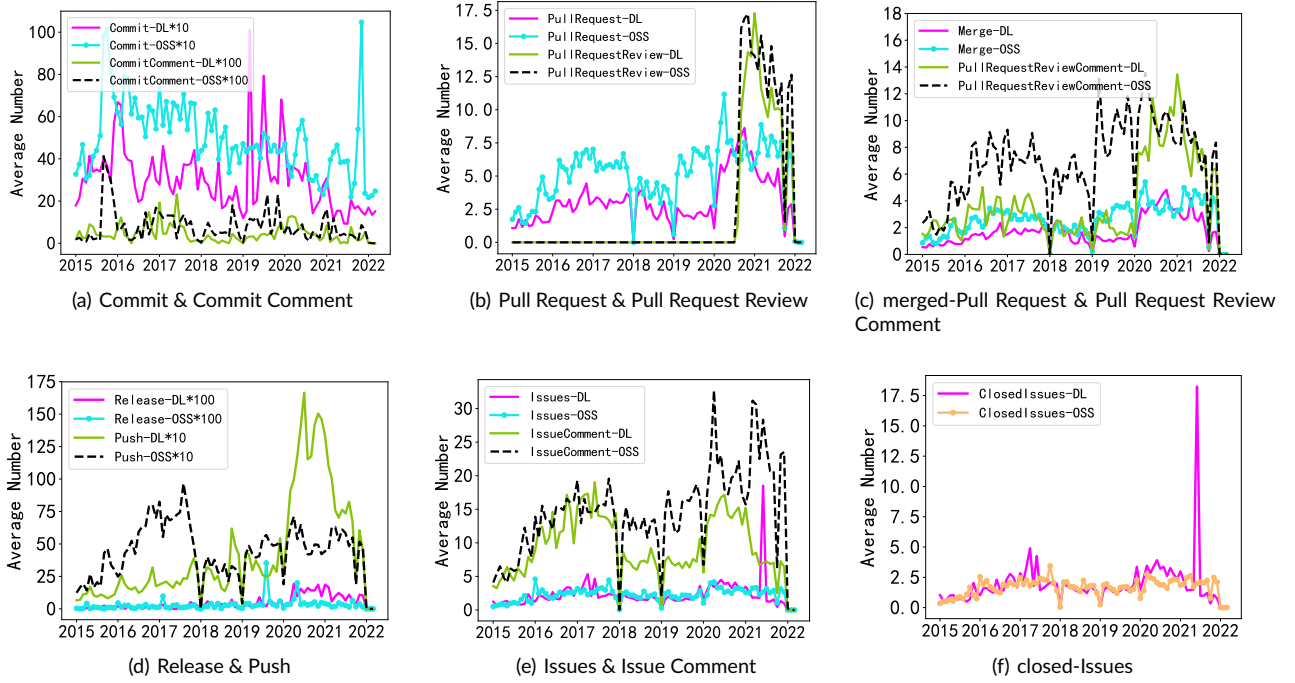 Commit-DL*10
Commit-OSS*10
CommitComment-DL*100
CommitComment-OSS*100
Average Number
100
80
60
40
20
0
2015 2016 2017 2018 2019 2020 2021 2022
(a) Commit & Commit Comment
PullRequest-DL
PullRequest-OSS
PullRequestReview-DL
PullRequestReview-OSS
Average Number
17.5
15.0
12.5
10.0
7.5
5.0
2.5
0.0
2015 2016 2017 2018 2019 2020 2021 2022
(b) Pull Request & Pull Request Review
Merge-DL
Merge-OSS
PullRequestReviewComment-DL
PullRequestReviewComment-OSS
Average Number
14
12
10
8
6
4
2
0
2015 2016 2017 2018 2019 2020 2021 2022
(c) merged-Pull Request & Pull Request Review
Comment
Release-DL*100
Release-OSS*100
Push-DL*10
Push-OSS*10
Average Number
175
150
125
100
75
50
25
0
2015 2016 2017 2018 2019 2020 2021 2022
(d) Release & Push
Issues-DL
Issues-OSS
IssueComment-DL
IssueComment-OSS
Average Number
30
25
20
15
10
5
0
2015 2016 2017 2018 2019 2020 2021 2022
(e) Issues & Issue Comment
ClosedIssues-DL
ClosedIssues-OSS
Average Number
17.5
15.0
12.5
10.0
7.5
5.0
2.5
0.0
2015 2016 2017 2018 2019 2020 2021 2022
(f) closed-Issues